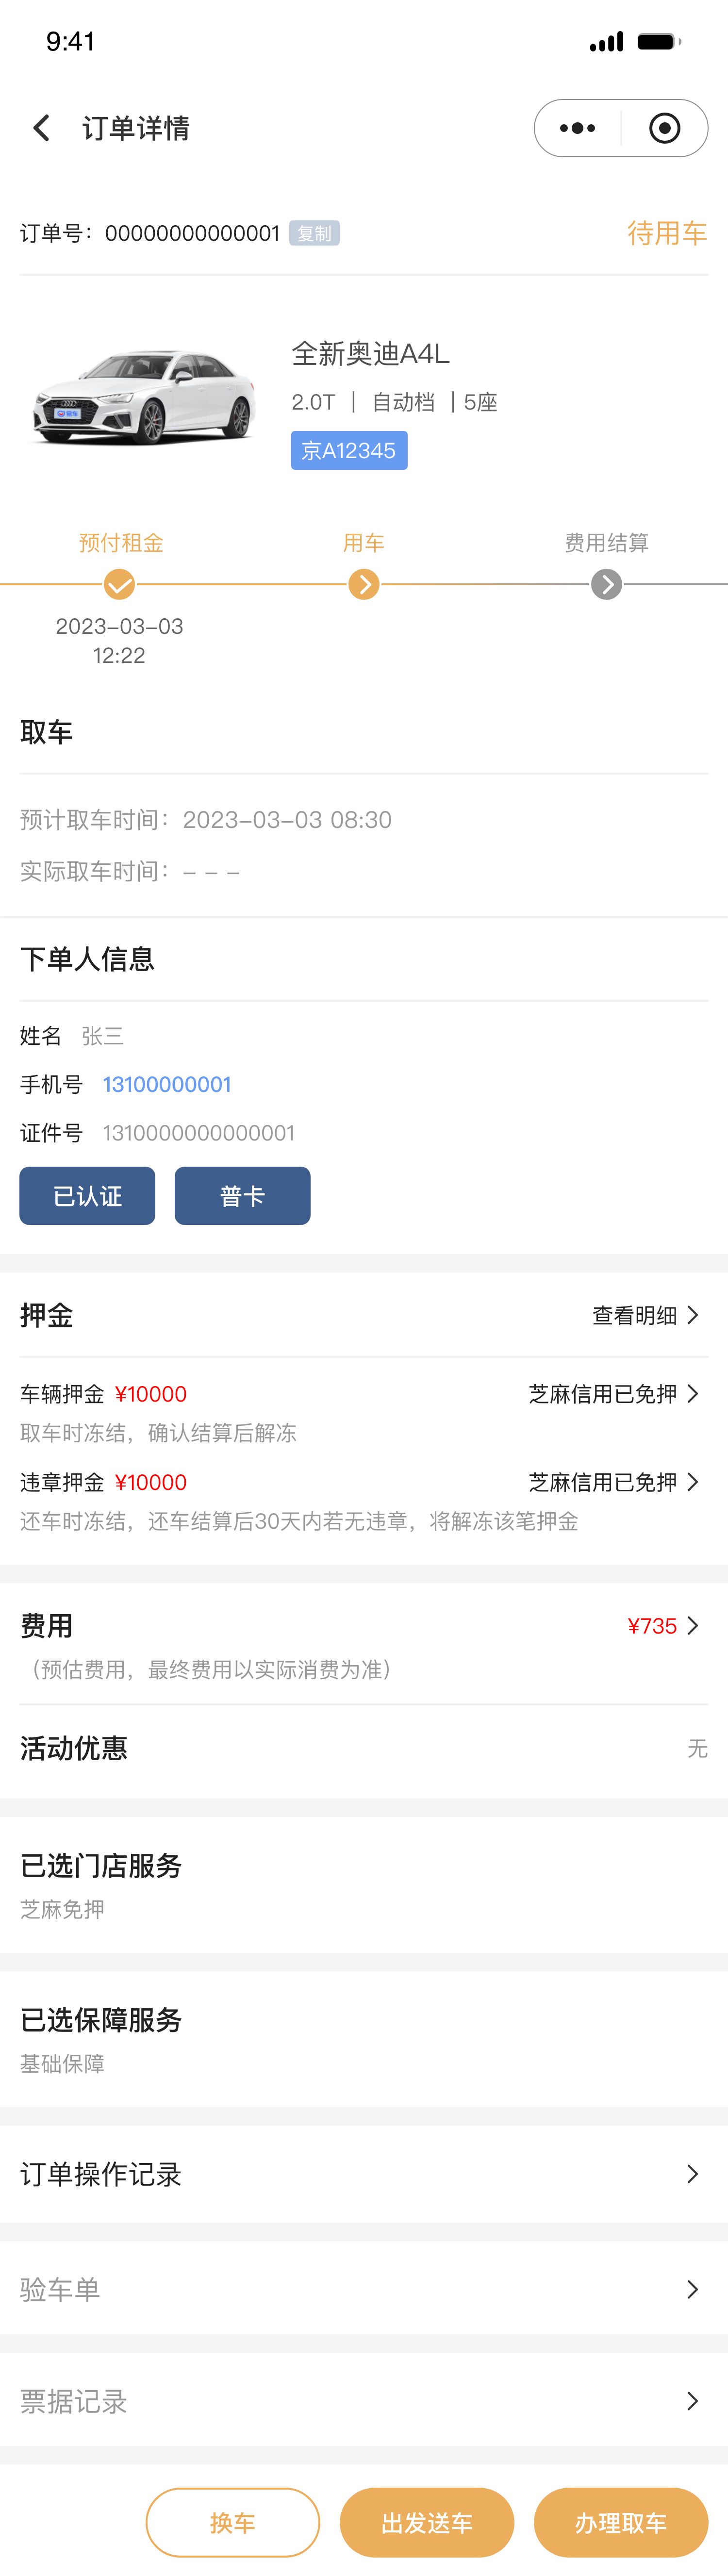 9:41
订单详情
订单号：00000000000001 复制 待用车
全新奥迪A4L
2.0T | 自动档 | 5座
京A12345
预付租金 用车 费用结算
2023-03-03
12:22
取车
预计取车时间：2023-03-03 08:30
实际取车时间：- - -
下单人信息
姓名 张三
手机号 13100000001
证件号 1310000000000001
已认证 普卡
押金 查看明细
车辆押金 ¥10000 芝麻信用已免押
取车时冻结，确认结算后解冻
违章押金 ¥10000 芝麻信用已免押
还车时冻结，还车结算后30天内若无违章，将解冻该笔押金
费用 ¥735
（预估费用，最终费用以实际消费为准）
活动优惠 无
已选门店服务
芝麻免押
已选保障服务
基础保障
订单操作记录
验车单
票据记录
换车 出发送车 办理取车